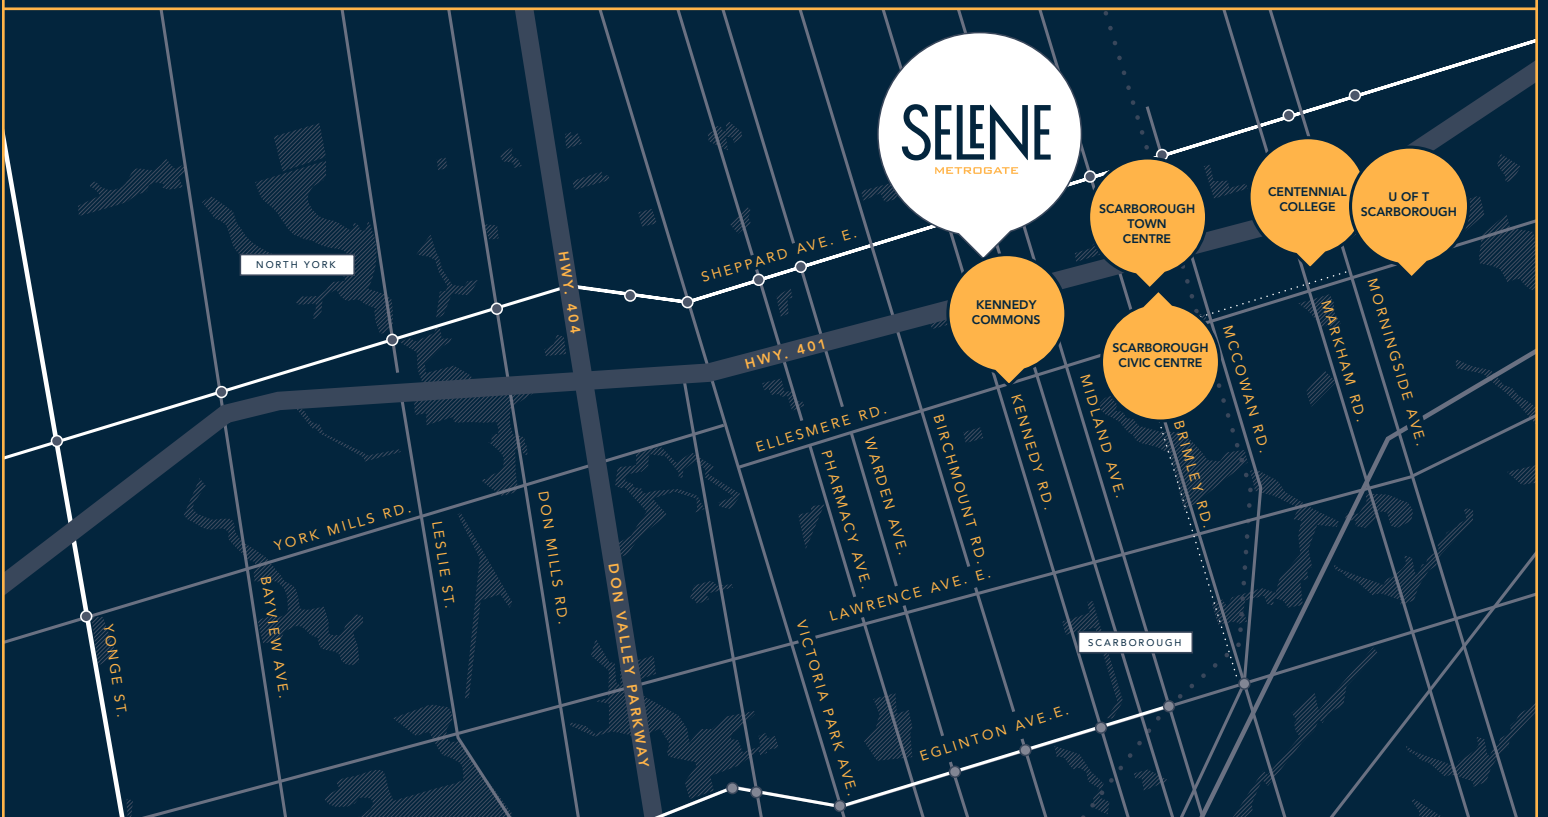 SELENE
METROGATE
SCARBOROUGH
TOWN
CENTRE
CENTENNIAL
COLLEGE
U OF T
SCARBOROUGH
NORTH YORK
SHEPPARD AVE. E.
HWY. 404
KENNEDY
COMMONS
HWY. 401
SCARBOROUGH
CIVIC CENTRE
MORNINGSIDE AVE.
MARKHAM RD.
MCCOWAN RD.
MIDLAND AVE.
KENNEDY RD.
ELLESMERE RD.
BIRCHMOUNT RD.
WARDEN AVE.
PHARMACY AVE.
BRIMLEY RD.
YORK MILLS RD.
LESLIE ST.
DON MILLS RD.
DON VALLEY PARKWAY
BAYVIEW AVE.
YONGE ST.
LAWRENCE AVE. E.
VICTORIA PARK AVE.
SCARBOROUGH
EGLINTON AVE.E.